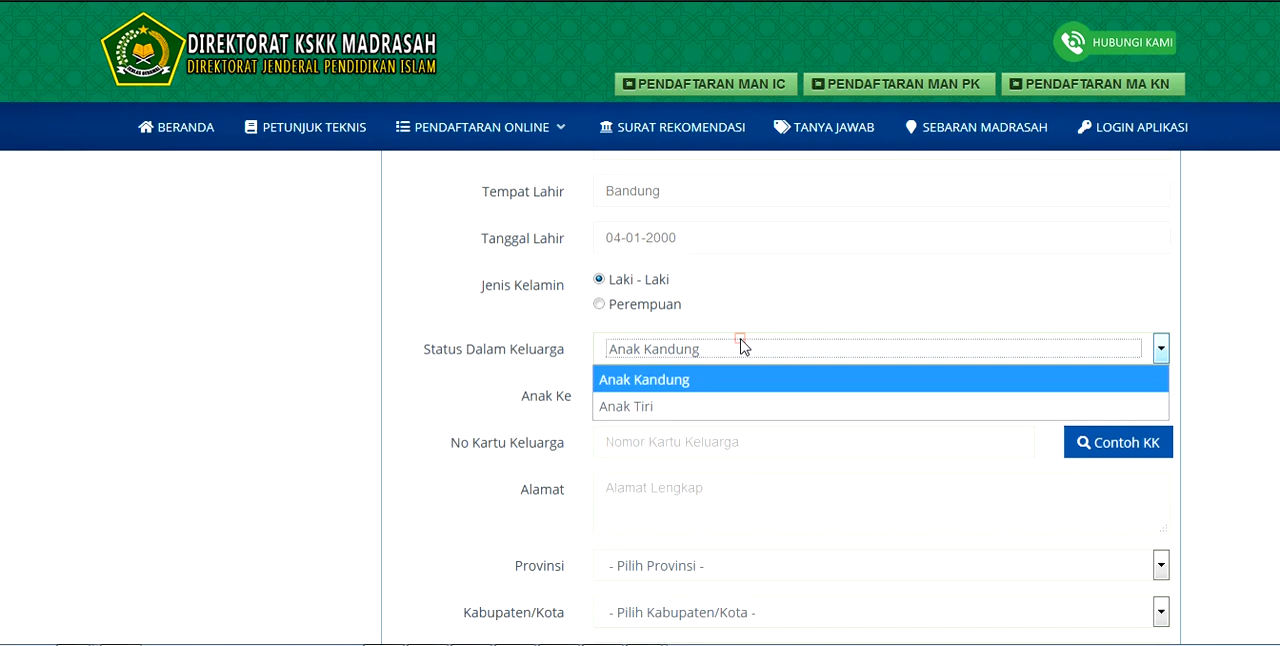 DIREKTORAT KSKK MADRASAH
DIREKTORAT JENDERAL PENDIDIKAN ISLAM
HUBUNGI KAMI
PENDAFTARAN MAN IC
PENDAFTARAN MAN PK
PENDAFTARAN MA KN
BERANDA
PETUNJUK TEKNIS
PENDAFTARAN ONLINE
SURAT REKOMENDASI
TANYA JAWAB
SEBARAN MADRASAH
LOGIN APLIKASI
Tempat Lahir
Bandung
Tanggal Lahir
04-01-2000
Jenis Kelamin
Laki - Laki
Perempuan
Status Dalam Keluarga
Anak Kandung
Anak Kandung
Anak Tiri
Anak Ke
No Kartu Keluarga
Nomor Kartu Keluarga
Contoh KK
Alamat
Alamat Lengkap
Provinsi
- Pilih Provinsi -
Kabupaten/Kota
- Pilih Kabupaten/Kota -